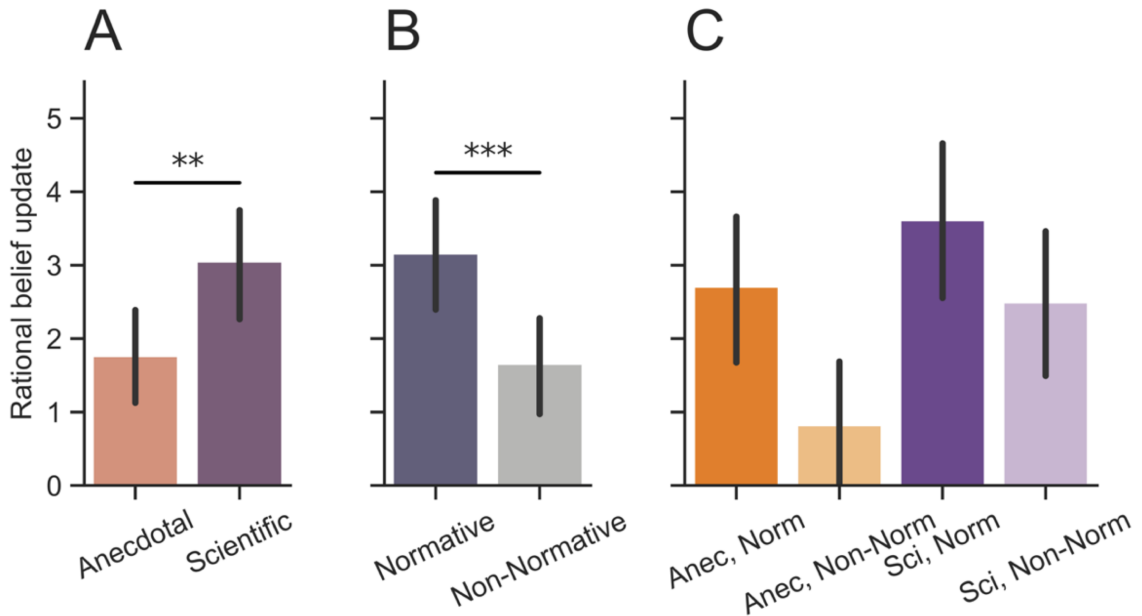 A
B
C
Rational belief update
5
4
3
2
1
0
**
***
Anecdotal
Scientific
Normative
Non-Normative
Anec, Norm
Anec, Non-Norm
Sci, Norm
Sci, Non-Norm